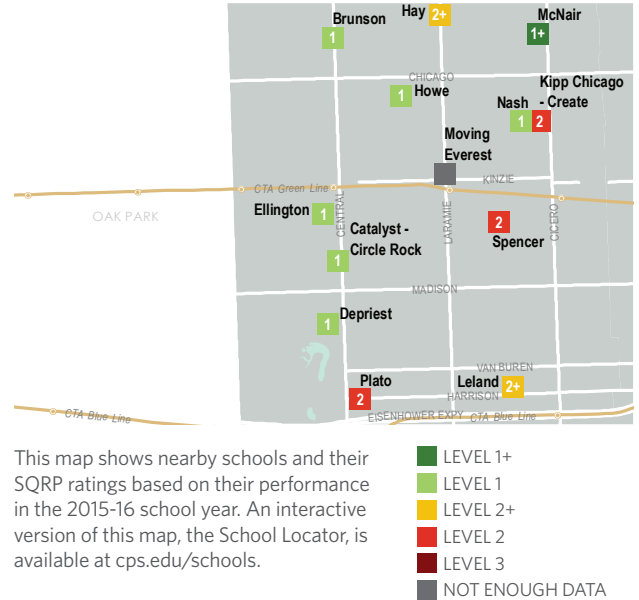 Brunson
1
Hay
2+
McNair
1+
CHICAGO
Howe
1
Kipp Chicago
- Create
Nash
1
2
Moving
Everest
KINZIE
CTA Green Line
OAK PARK
Ellington
1
CENTRAL
LARAMIE
CICERO
2
Spencer
Catalyst -
Circle Rock
1
MADISON
Depriest
1
VAN BUREN
Plato
2
Leland
2+
HARRISON
CTA Blue Line
EISENHOWER EXPY
CTA Blue Line
This map shows nearby schools and their
SQRP ratings based on their performance
in the 2015-16 school year. An interactive
version of this map, the School Locator, is
available at cps.edu/schools.
LEVEL 1+
LEVEL 1
LEVEL 2+
LEVEL 2
LEVEL 3
NOT ENOUGH DATA